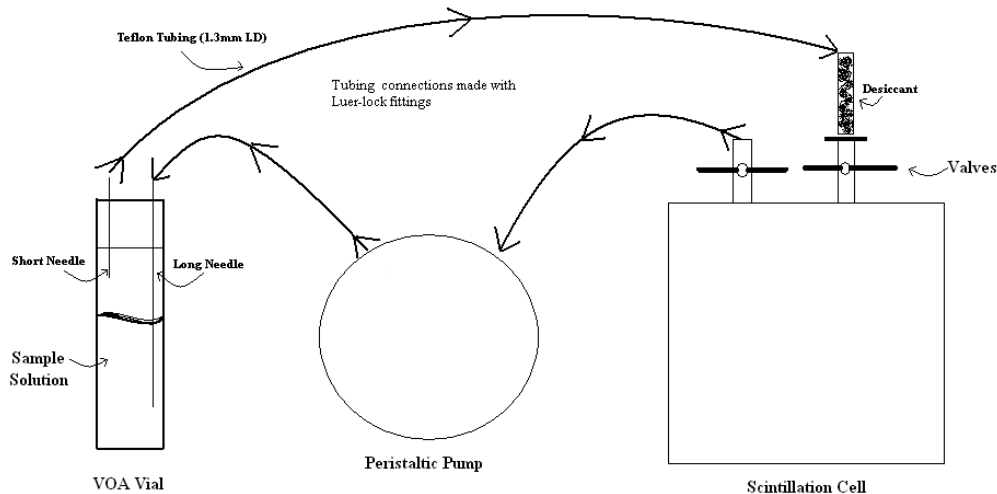 Teflon Tubing (1.3mm I.D)
Tubing connections made with
Luer-lock fittings
Desiccant
Valves
Short Needle
Long Needle
Sample
Solution
Peristaltic Pump
VOA Vial
Scintillation Cell